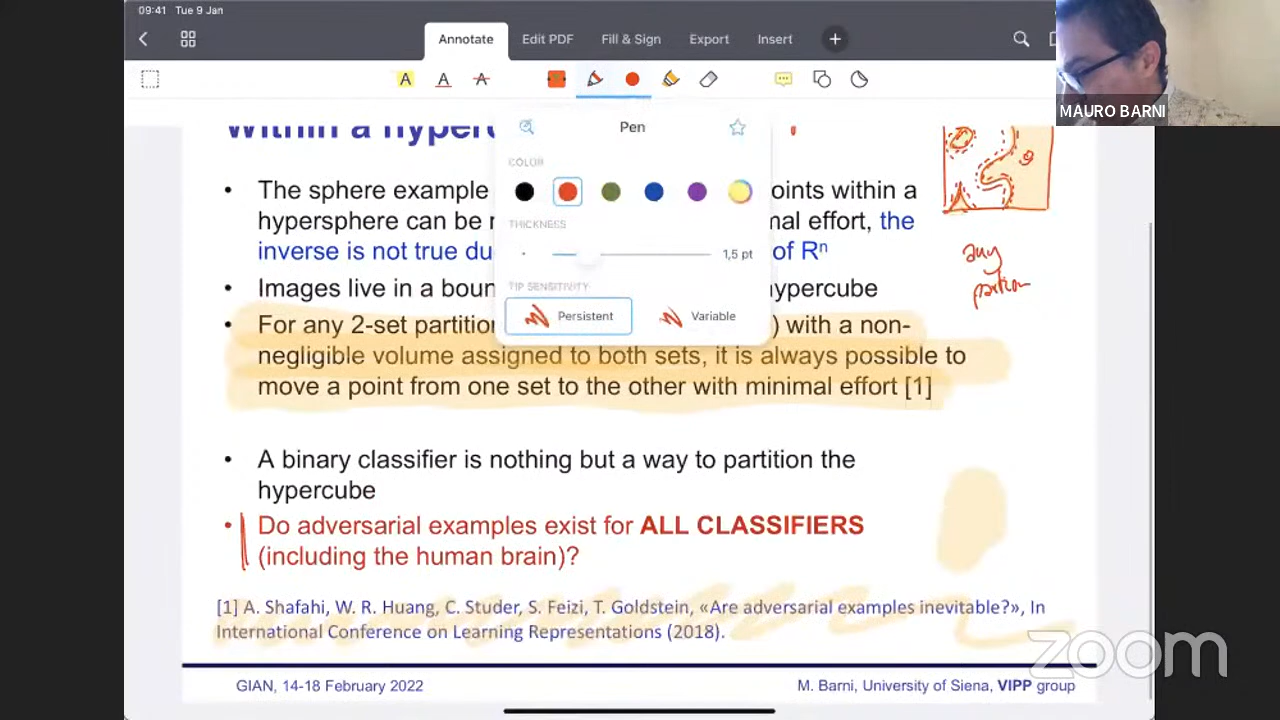 09:41 Tue 9 Jan
Annotate
Edit PDF
Fill & Sign
Export
Insert
A A A
MAURO BARNI
Within a hyperc
Pen
COLOR
THICKNESS
1,5 pt
TIP SENSITIVITY
Persistent
Variable
• The sphere example oints within a
hypersphere can be mal effort, the
inverse is not true du of Rⁿ
• Images live in a boun ypercube
• For any 2-set partition ) with a non-
negligible volume assigned to both sets, it is always possible to
move a point from one set to the other with minimal effort [1]
any
partion
• A binary classifier is nothing but a way to partition the
hypercube
• Do adversarial examples exist for ALL CLASSIFIERS
(including the human brain)?
[1] A. Shafahi, W. R. Huang, C. Studer, S. Feizi, T. Goldstein, «Are adversarial examples inevitable?», In
International Conference on Learning Representations (2018).
zoom
GIAN, 14-18 February 2022
M. Barni, University of Siena, VIPP group